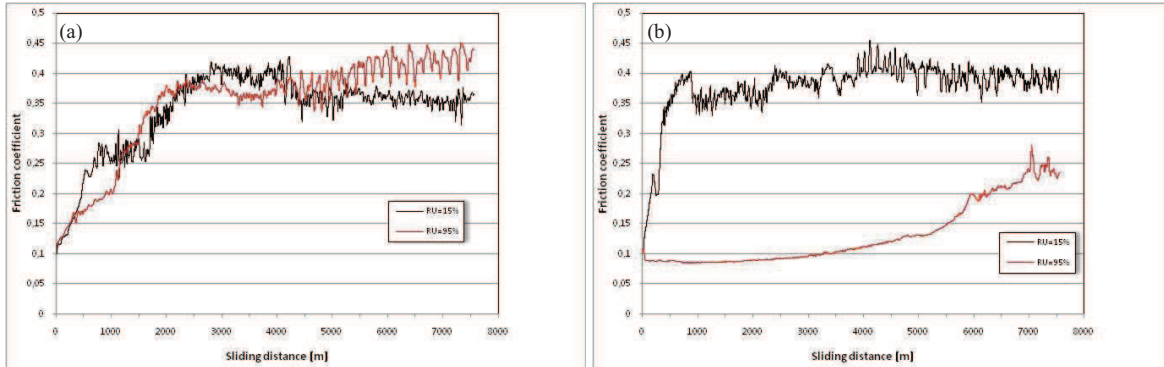 (a)
0,5
0,45
0,4
0,35
0,3
0,25
0,2
0,15
0,1
0,05
0
Friction coefficient
RU=15%
RU=95%
0 1000 2000 3000 4000 5000 6000 7000 8000
Sliding distance [m]
(b)
0,5
0,45
0,4
0,35
0,3
0,25
0,2
0,15
0,1
0,05
0
Friction coefficient
RU=15%
RU=95%
0 1000 2000 3000 4000 5000 6000 7000 8000
Sliding distance [m]